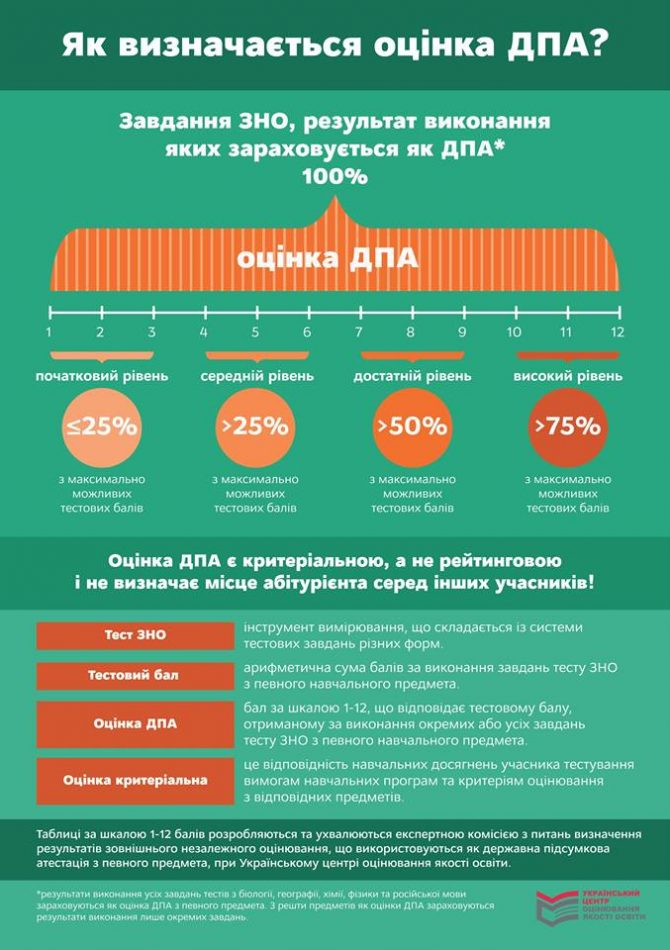 Як визначається оцінка ДПА?
Завдання ЗНО, результат виконання
яких зараховується як ДПА*
100%
оцінка ДПА
1 2 3 4 5 6 7 8 9 10 11 12
початковий рівень
середній рівень
достатній рівень
високий рівень
≤25%
>25%
>50%
>75%
з максимально
можливих
тестових балів
з максимально
можливих
тестових балів
з максимально
можливих
тестових балів
з максимально
можливих
тестових балів
Оцінка ДПА є критеріальною, а не рейтинговою
і не визначає місце абітурієнта серед інших учасників!
Тест ЗНО
інструмент вимірювання, що складається із системи
тестових завдань різних форм.
Тестовий бал
арифметична сума балів за виконання завдань тесту ЗНО
з певного навчального предмета.
Оцінка ДПА
бал за шкалою 1-12, що відповідає тестовому балу,
отриманому за виконання окремих або усіх завдань
тесту ЗНО з певного навчального предмета.
Оцінка критеріальна
це відповідність навчальних досягнень учасника тестування
вимогам навчальних програм та критеріям оцінювання
з відповідних предметів.
Таблиці за шкалою 1-12 балів розробляються та ухвалюються експертною комісією з питань визначення
результатів зовнішнього незалежного оцінювання, що використовуються як державна підсумкова
атестація з певного предмета, при Українському центрі оцінювання якості освіти.
*результати виконання усіх завдань тестів з біології, географії, хімії, фізики та російської мови
зараховуються як оцінка ДПА з певного предмета. З решти предметів як оцінки ДПА зараховуються
результати виконання лише окремих завдань.
УКРАЇНСЬКИЙ
ЦЕНТР
ОЦІНЮВАННЯ
ЯКОСТІ ОСВІТИ